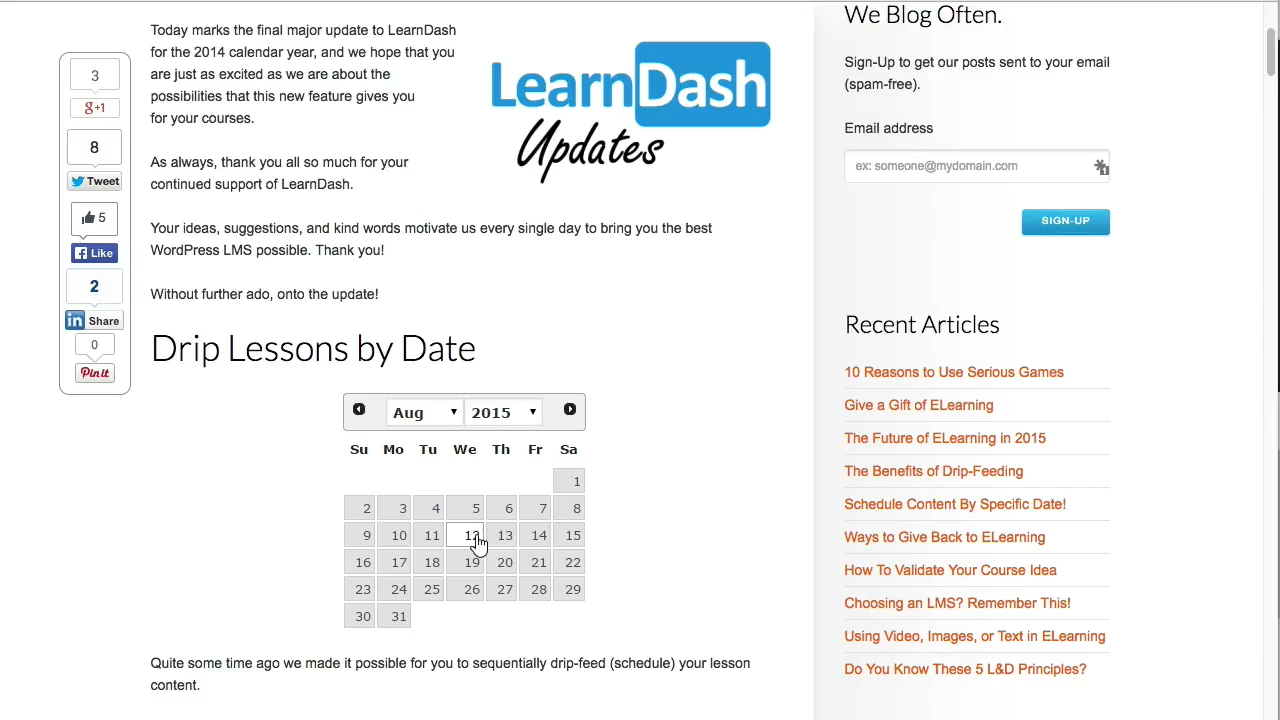 3
g+1
8
Tweet
5
Like
2
in Share
0
Pin it
Today marks the final major update to LearnDash
for the 2014 calendar year, and we hope that you
are just as excited as we are about the
possibilities that this new feature gives you
for your courses.
As always, thank you all so much for your
continued support of LearnDash.
LearnDash
Updates
Your ideas, suggestions, and kind words motivate us every single day to bring you the best
WordPress LMS possible. Thank you!
Without further ado, onto the update!
Drip Lessons by Date
Aug 2015
Su Mo Tu We Th Fr Sa
1
2 3 4 5 6 7 8
9 10 11 12 13 14 15
16 17 18 19 20 21 22
23 24 25 26 27 28 29
30 31
Quite some time ago we made it possible for you to sequentially drip-feed (schedule) your lesson
content.
We Blog Often.
Sign-Up to get our posts sent to your email
(spam-free).
Email address
ex: someone@mydomain.com
SIGN-UP
Recent Articles
10 Reasons to Use Serious Games
Give a Gift of ELearning
The Future of ELearning in 2015
The Benefits of Drip-Feeding
Schedule Content By Specific Date!
Ways to Give Back to ELearning
How To Validate Your Course Idea
Choosing an LMS? Remember This!
Using Video, Images, or Text in ELearning
Do You Know These 5 L&D Principles?